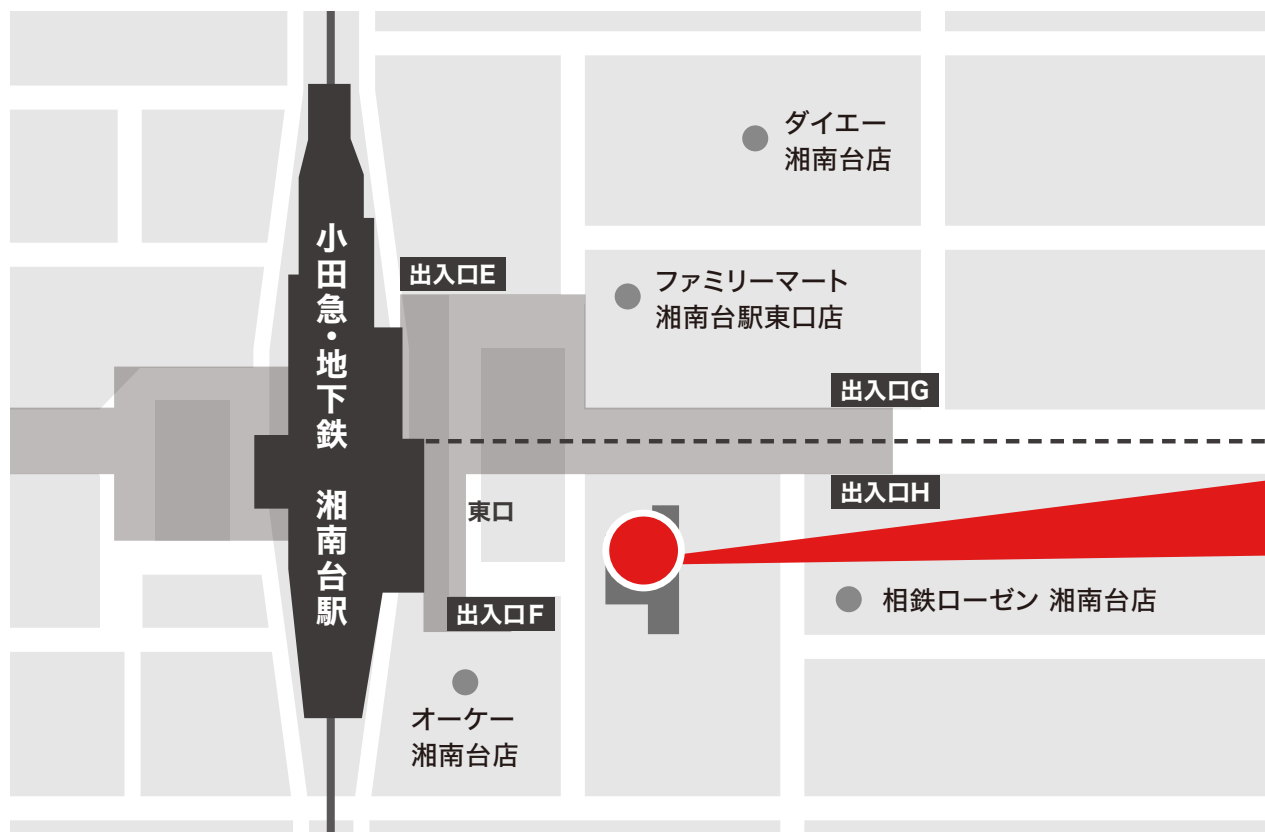 ダイエー
湘南台店
小田急・地下鉄 湘南台駅
出入口E
ファミリーマート
湘南台駅東口店
出入口G
出入口H
東口
出入口F
相鉄ローゼン 湘南台店
オーケー
湘南台店